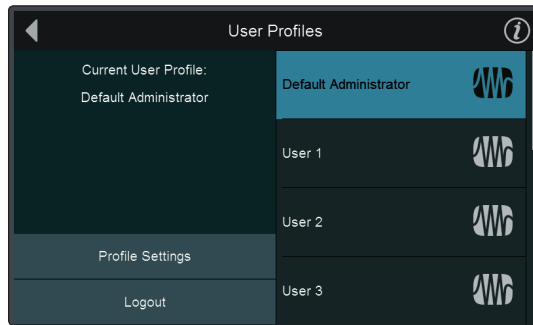 User Profiles
Current User Profile:
Default Administrator
Profile Settings
Logout
Default Administrator
User 1
User 2
User 3